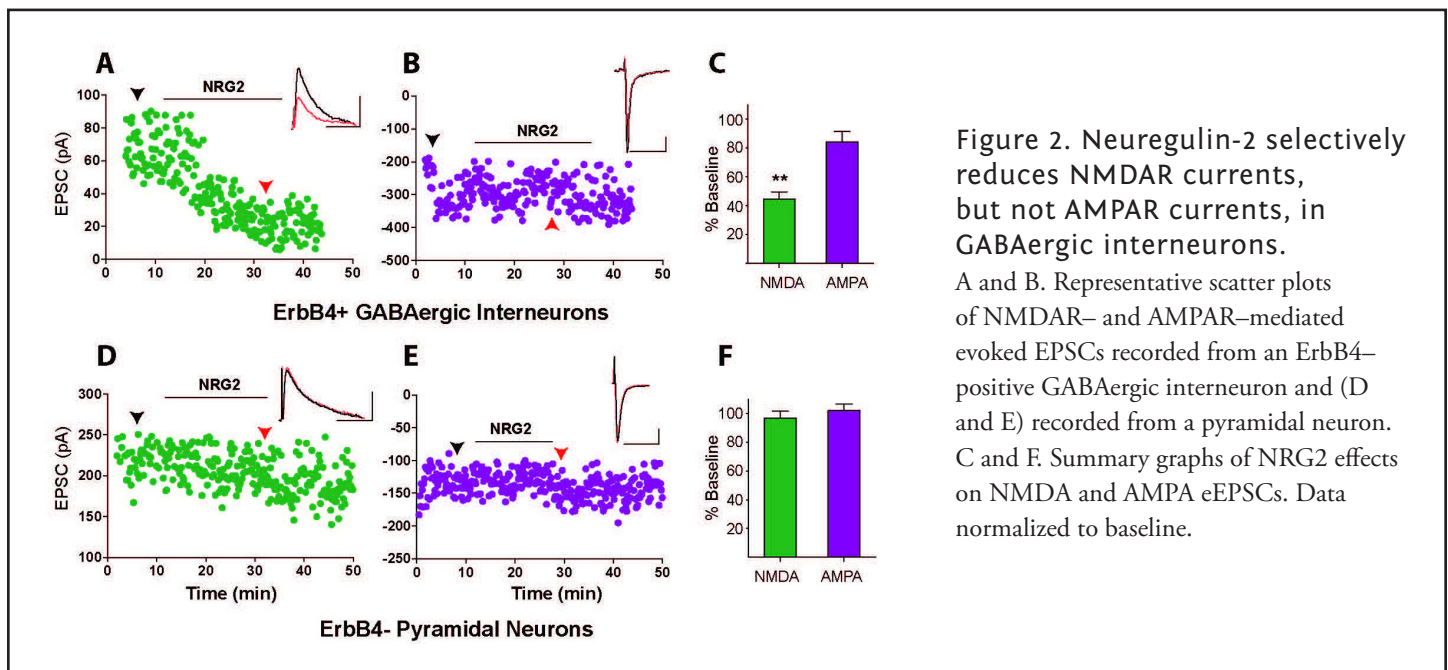 A
NRG2
EPSC (pA)
100
80
60
40
20
0
0 10 20 30 40 50
B
NRG2
0
-100
-200
-300
-400
-500
0 10 20 30 40 50
C
% Baseline
100
80
60
40
20
**
NMDA AMPA
ErbB4+ GABAergic Interneurons
D
NRG2
EPSC (pA)
300
250
200
150
100
0 10 20 30 40 50
Time (min)
E
NRG2
0
-50
-100
-150
-200
-250
0 10 20 30 40 50
Time (min)
F
% Baseline
100
80
60
40
20
NMDA AMPA
ErbB4- Pyramidal Neurons
Figure 2. Neuregulin-2 selectively
reduces NMDAR currents,
but not AMPAR currents, in
GABAergic interneurons.
A and B. Representative scatter plots
of NMDAR– and AMPAR–mediated
evoked EPSCs recorded from an ErbB4–
positive GABAergic interneuron and (D
and E) recorded from a pyramidal neuron.
C and F. Summary graphs of NRG2 effects
on NMDA and AMPA eEPSCs. Data
normalized to baseline.